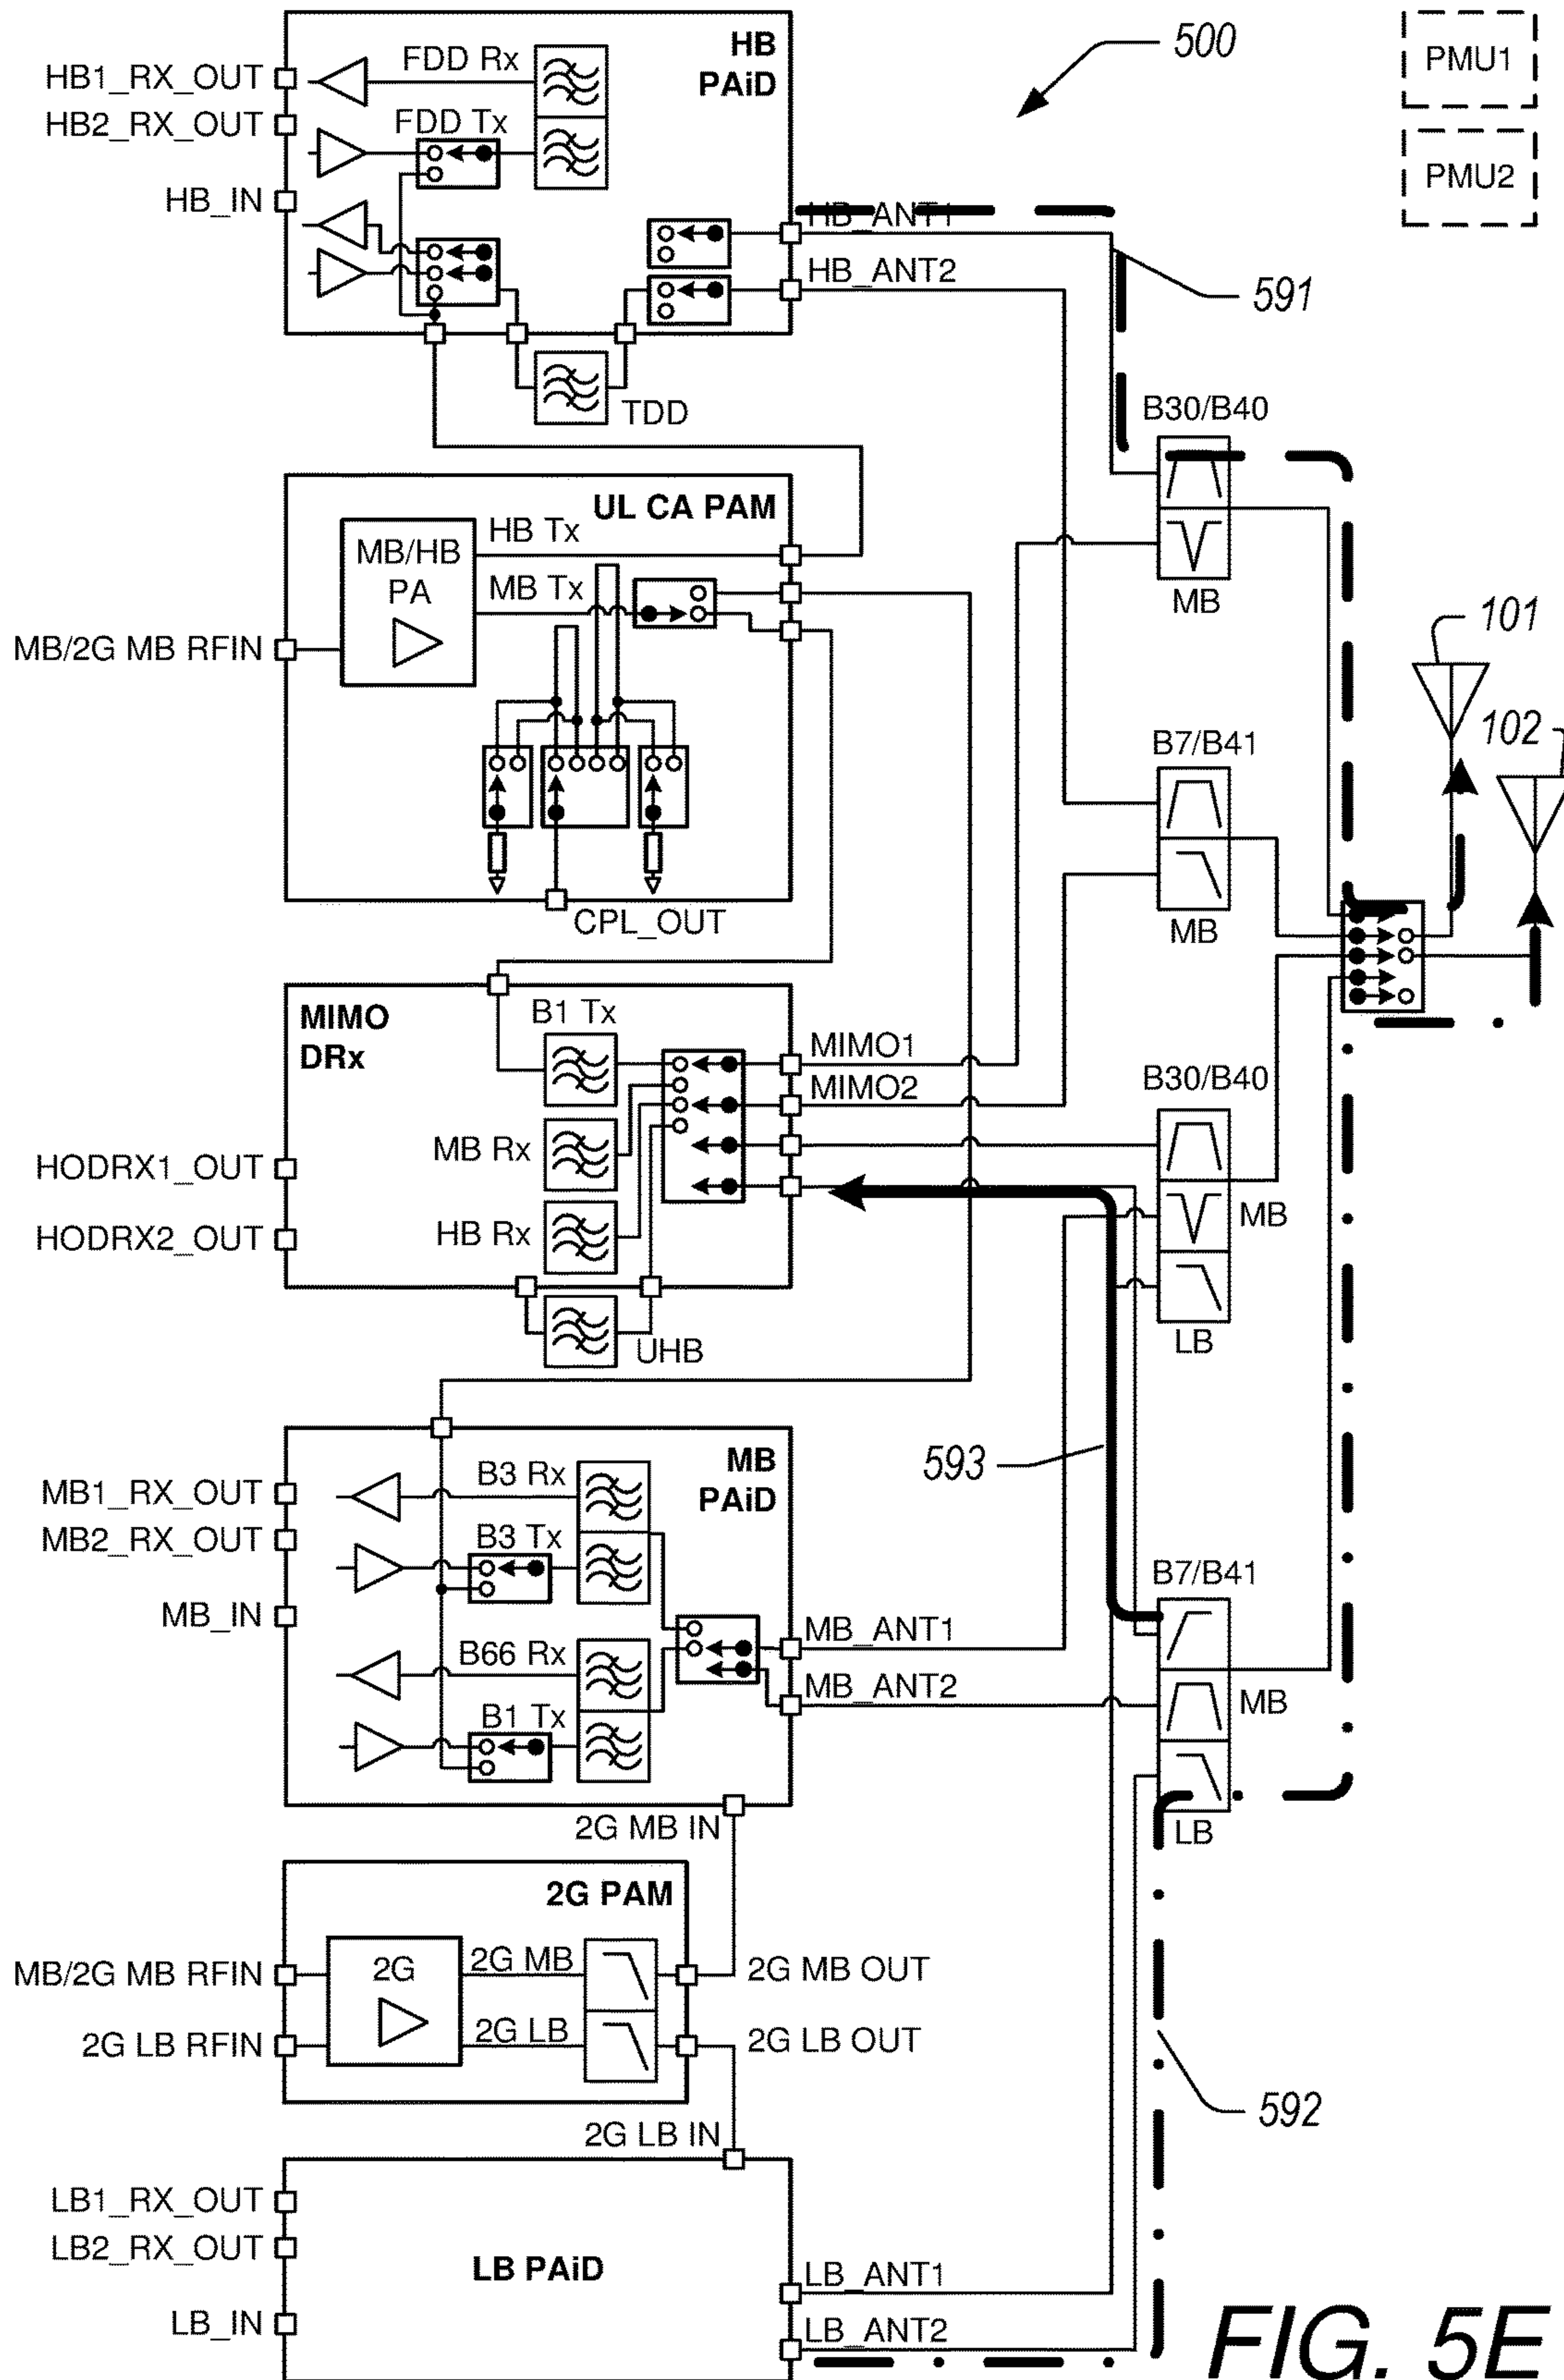 500
PMU1
PMU2
HB
PAiD
HB1_RX_OUT
HB2_RX_OUT
HB_IN
FDD Rx
FDD Tx
HB_ANT1
HB_ANT2
591
TDD
B30/B40
MB
UL CA PAM
MB/HB
PA
HB Tx
MB Tx
MB/2G MB RFIN
CPL_OUT
101
102
B7/B41
MB
MIMO
DRx
B1 Tx
MB Rx
HB Rx
MIMO1
MIMO2
HODRX1_OUT
HODRX2_OUT
UHB
B30/B40
MB
LB
593
MB
PAiD
MB1_RX_OUT
MB2_RX_OUT
MB_IN
B3 Rx
B3 Tx
B66 Rx
B1 Tx
MB_ANT1
MB_ANT2
B7/B41
MB
LB
2G MB IN
2G PAM
MB/2G MB RFIN
2G LB RFIN
2G
2G MB
2G LB
2G MB OUT
2G LB OUT
592
2G LB IN
LB1_RX_OUT
LB2_RX_OUT
LB_IN
LB PAiD
LB_ANT1
LB_ANT2
FIG. 5E